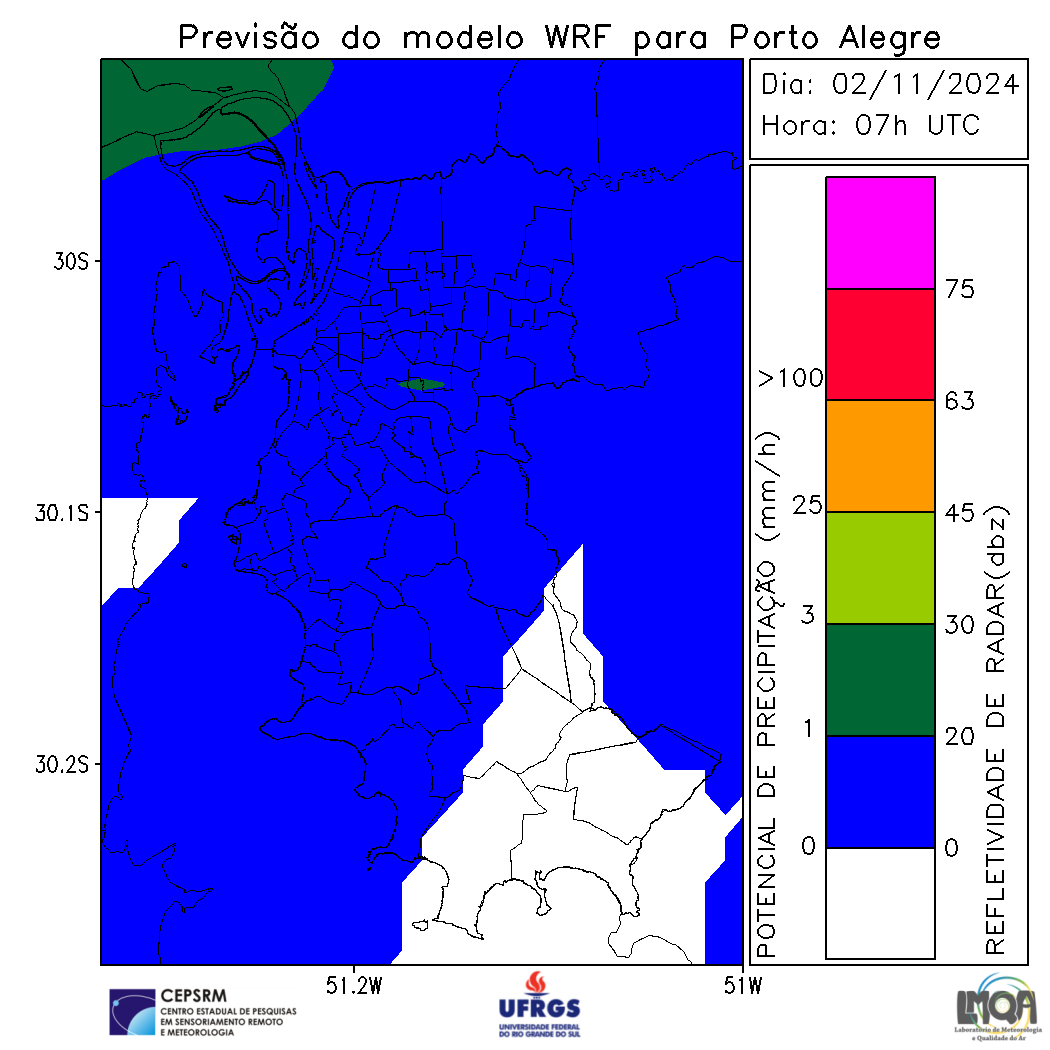 Previsão do modelo WRF para Porto Alegre
Dia: 02/11/2024
Hora: 07h UTC
30S
30.1S
30.2S
51.2W
51W
POTENCIAL DE PRECIPITAÇÃO (mm/h)
>100
25
3
1
0
75
63
45
30
20
0
REFLETIVIDADE DE RADAR(dbz)
CEPSRM
CENTRO ESTADUAL DE PESQUISAS
EM SENSORIAMENTO REMOTO
E METEOROLOGIA
UFRGS
UNIVERSIDADE FEDERAL
DO RIO GRANDE DO SUL
LMQA
Laboratório de Meteorologia
e Qualidade do Ar